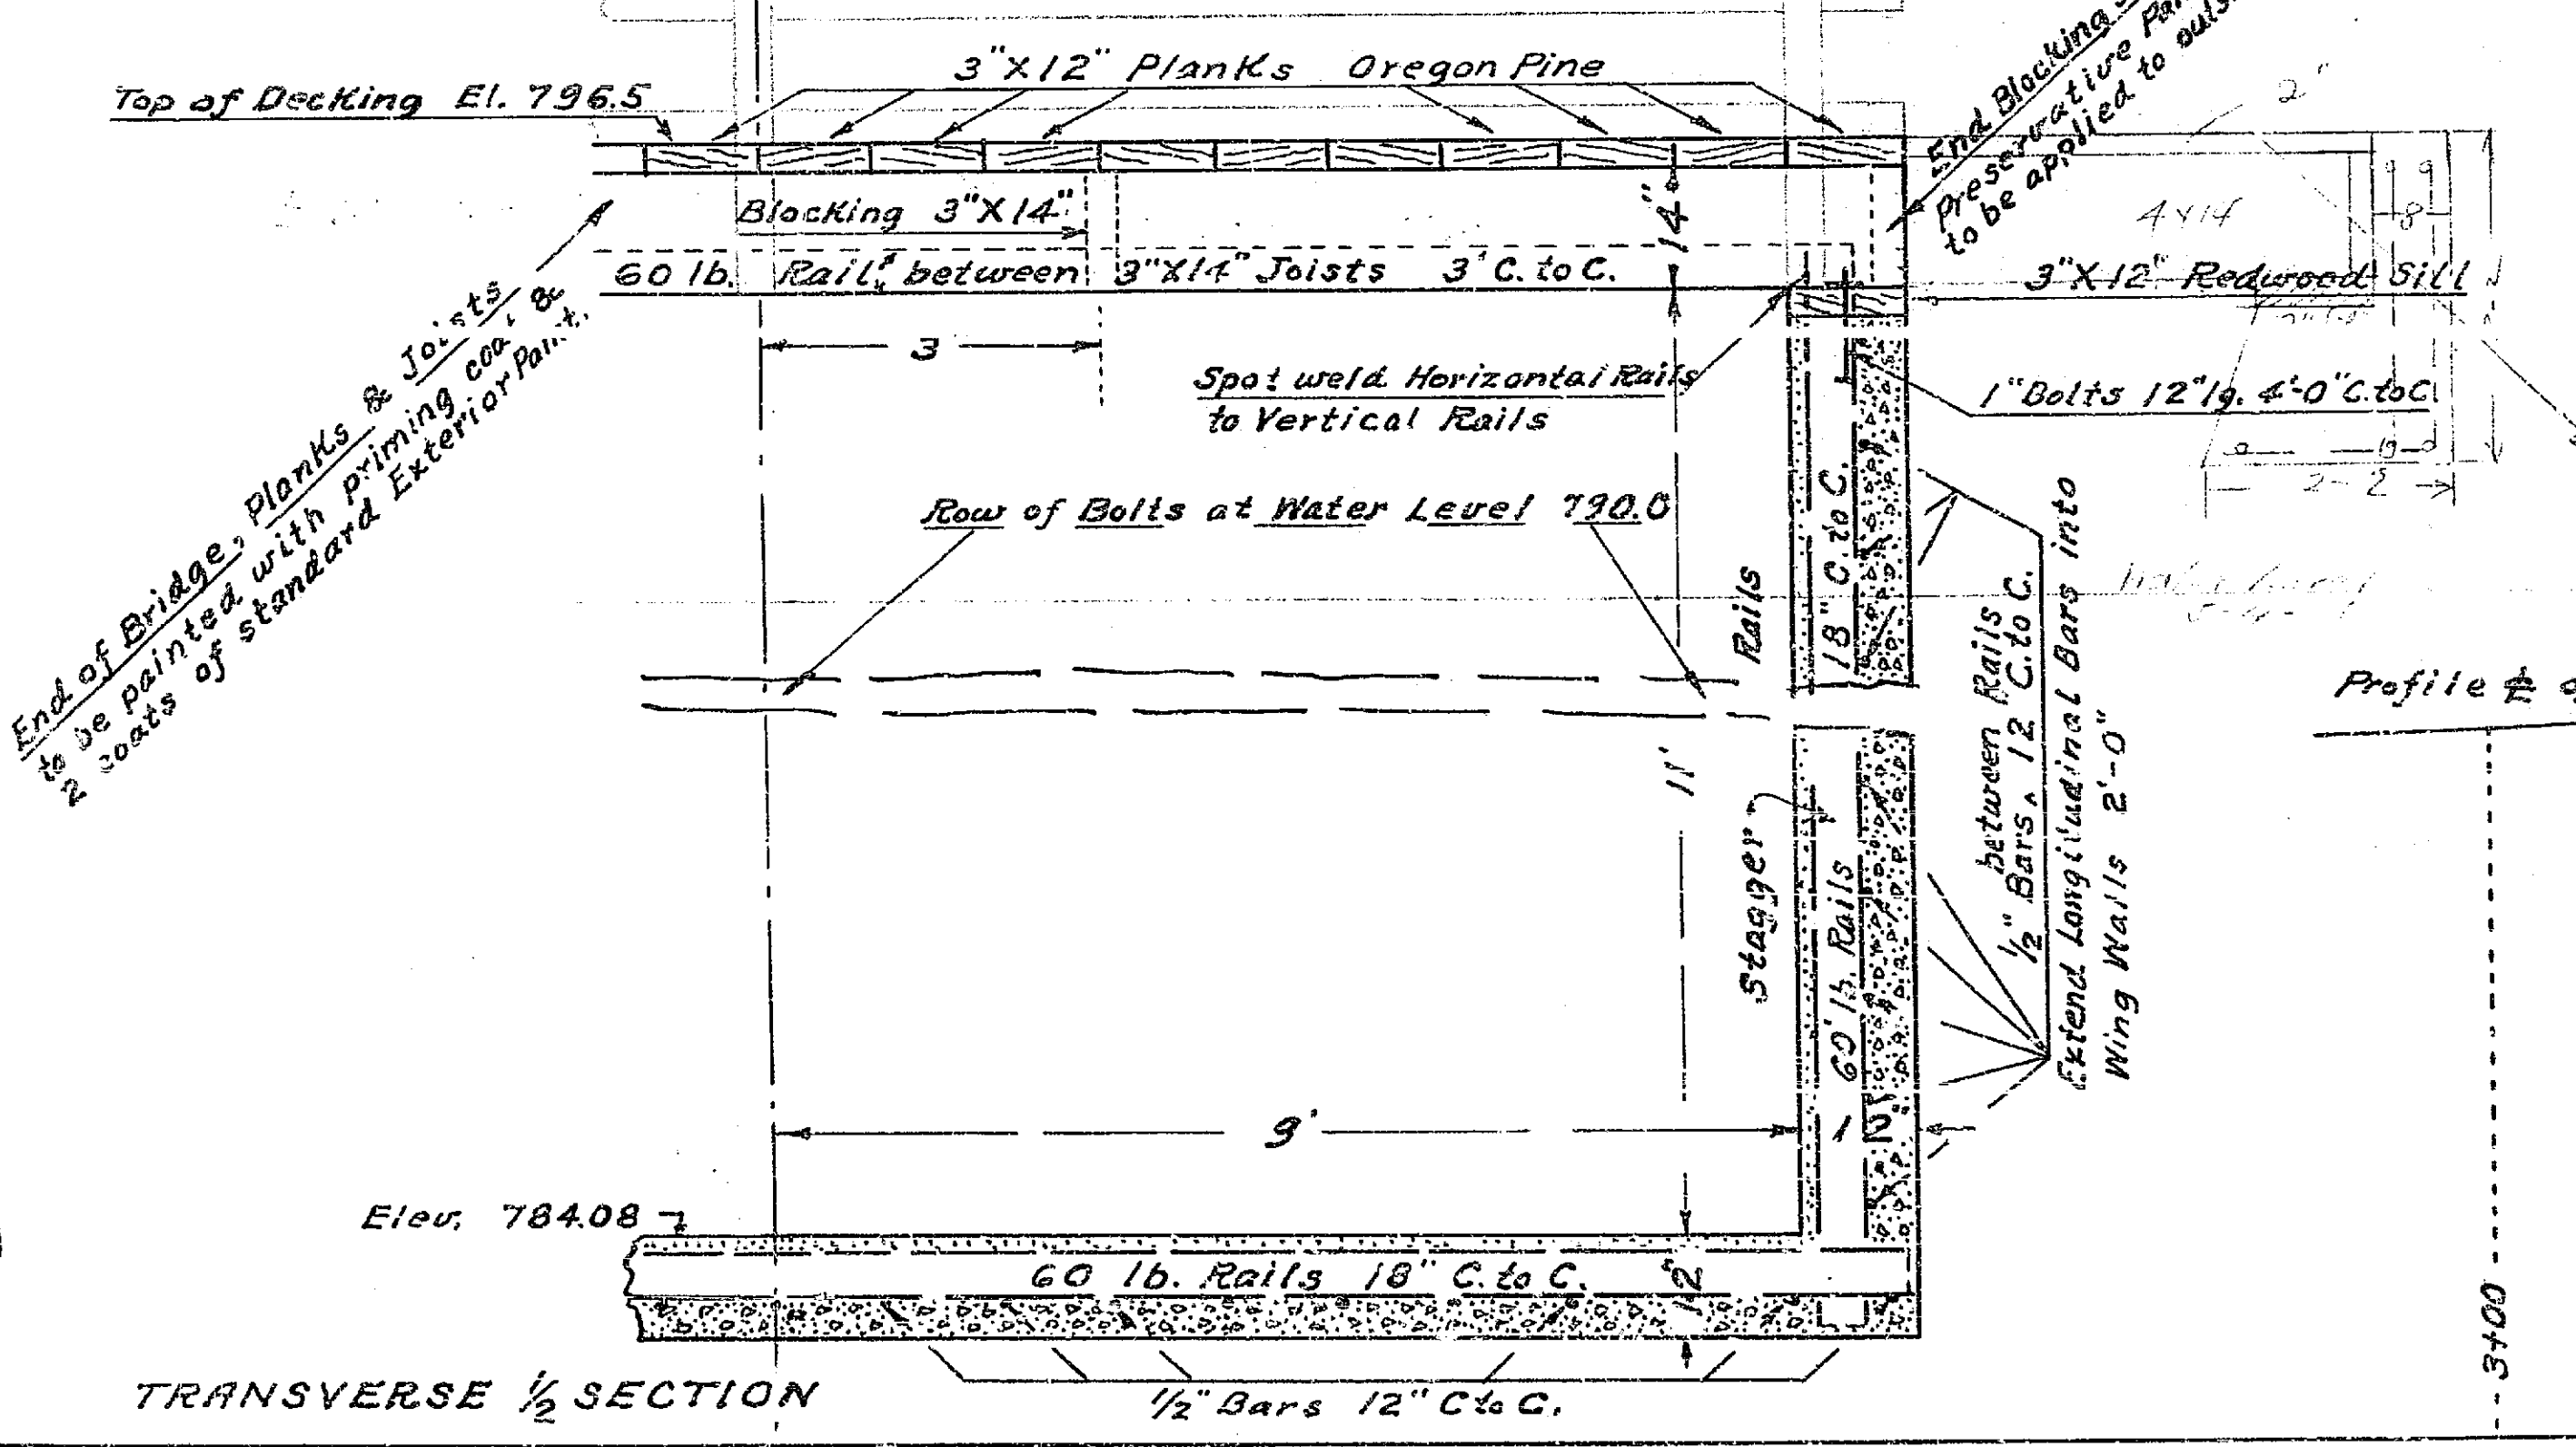 3"X12" Planks Oregon Pine
Top of Decking El. 796.5
End Blocking
preservative
to be applied to
2"
Blocking 3"X14"
14"
4x14
8
60 lb. Rail, between 3"X14" Joists 3' C. to C.
3"X12" Redwood Sill
End of Bridge, Planks & Joists
to be painted with priming coat &
2 coats of standard Exterior Paint.
3
Spot weld Horizontal Rails
to Vertical Rails
1" Bolts 12" lg. 4'-0" C. to C.
2-2
Row of Bolts at Water Level 790.0
Rails
18" C. to C.
between Rails
1/2" Bars ^ 12 C. to C.
Extend Longitudinal Bars into
Wing Walls 2'-0"
Profile
11'
Stagger
60 lb. Rails
9'
12
Elev. 784.08
60 lb. Rails 18" C. to C.
12"
3+00
TRANSVERSE 1/2 SECTION
1/2" Bars 12" C to C.